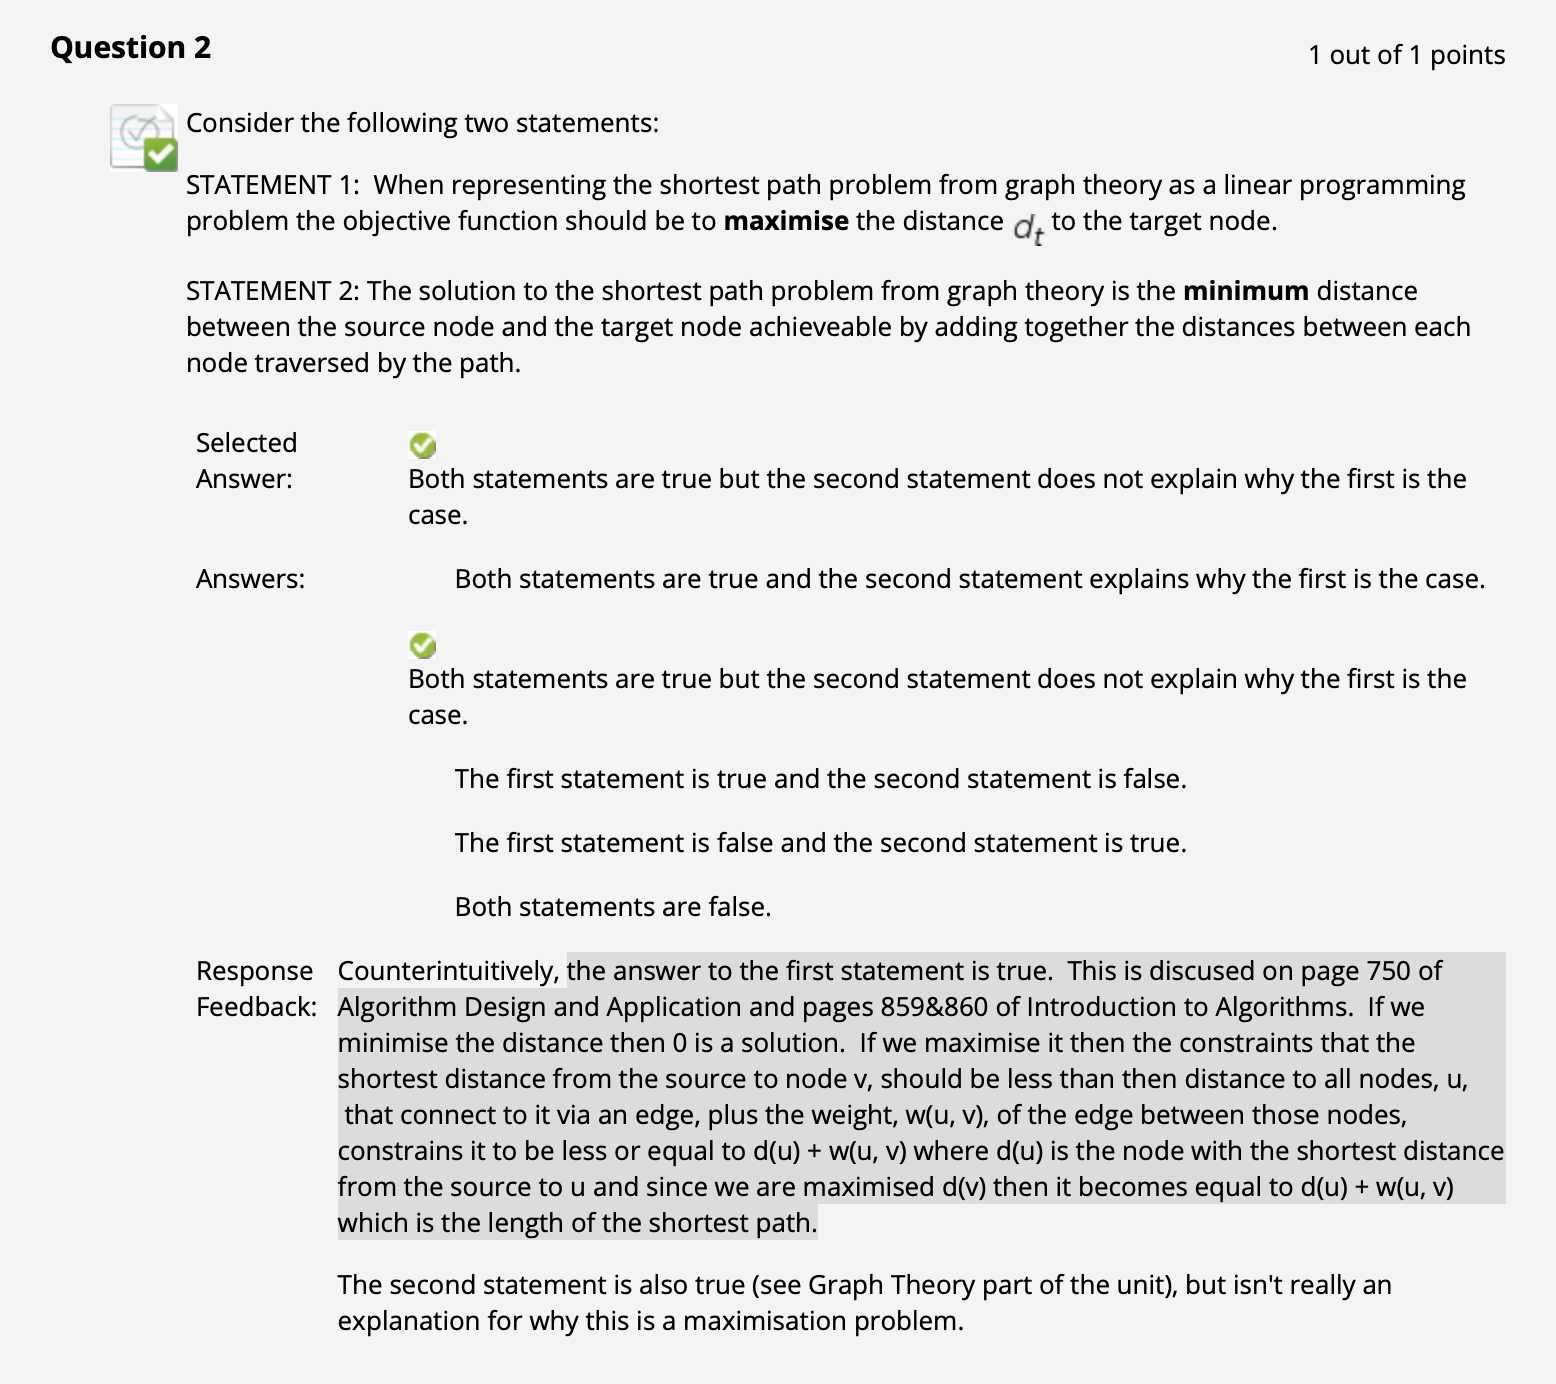 Question 2
1 out of 1 points
Consider the following two statements:
STATEMENT 1:  When representing the shortest path problem from graph theory as a linear programming
problem the objective function should be to maximise the distance d_t to the target node.
STATEMENT 2: The solution to the shortest path problem from graph theory is the minimum distance
between the source node and the target node achieveable by adding together the distances between each
node traversed by the path.
Selected
Answer:
Both statements are true but the second statement does not explain why the first is the
case.
Answers:
Both statements are true and the second statement explains why the first is the case.
Both statements are true but the second statement does not explain why the first is the
case.
The first statement is true and the second statement is false.
The first statement is false and the second statement is true.
Both statements are false.
Response
Feedback:
Counterintuitively, the answer to the first statement is true.  This is discused on page 750 of
Algorithm Design and Application and pages 859&860 of Introduction to Algorithms.  If we
minimise the distance then 0 is a solution.  If we maximise it then the constraints that the
shortest distance from the source to node v, should be less than then distance to all nodes, u,
that connect to it via an edge, plus the weight, w(u, v), of the edge between those nodes,
constrains it to be less or equal to d(u) + w(u, v) where d(u) is the node with the shortest distance
from the source to u and since we are maximised d(v) then it becomes equal to d(u) + w(u, v)
which is the length of the shortest path.
The second statement is also true (see Graph Theory part of the unit), but isn't really an
explanation for why this is a maximisation problem.